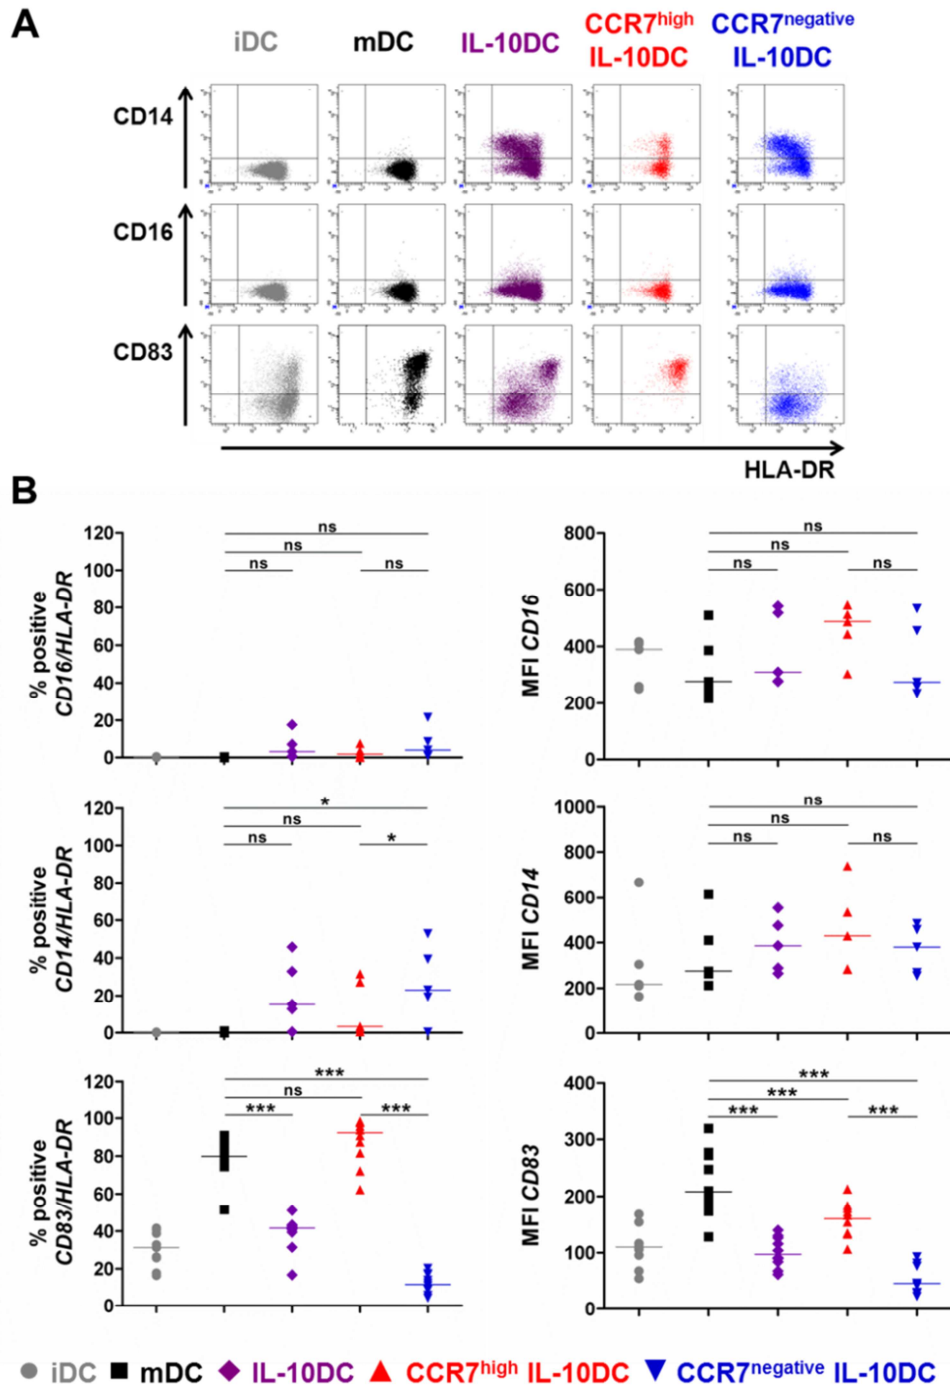 A
iDC
mDC
IL-10DC
CCR7high
IL-10DC
CCR7negative
IL-10DC
CD14
CD16
CD83
HLA-DR
B
% positive
CD16/HLA-DR
120
100
80
60
40
20
0
ns
ns
ns
ns
MFI CD16
800
600
400
200
0
ns
ns
ns
ns
% positive
CD14/HLA-DR
120
100
80
60
40
20
0
*
ns
ns
*
MFI CD14
1000
800
600
400
200
0
ns
ns
ns
ns
% positive
CD83/HLA-DR
120
100
80
60
40
20
0
***
ns
***
***
MFI CD83
400
300
200
100
0
***
***
***
***
iDC mDC IL-10DC CCR7high IL-10DC CCR7negative IL-10DC